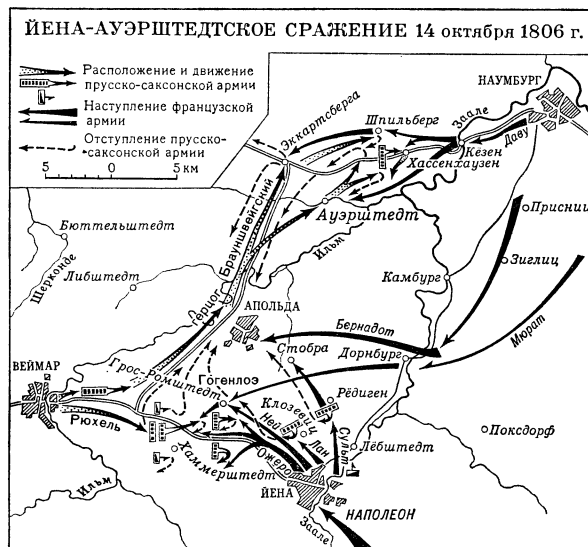 ЙЕНА-АУЭРШТЕДТСКОЕ СРАЖЕНИЕ 14 октября 1806 г.
Расположение и движение
прусско-саксонской армии
Наступление французской
армии
Отступление прусско-
-саксонской армии
5 0 5 км
НАУМБУРГ
Заале
Шпильберг
Эккартсберга
Даву
Кёзен
Хассенхаузен
Ауэрштедт
Присниц
Бюттельштедт
Шерконде
Либштедт
Герцог Брауншвейгский
Ильм
Зиглиц
Камбург
АПОЛЬДА
Бернадот
Мюрат
Стобра
Дорнбург
ВЕЙМАР
Грос-Ромштедт
Гогенлоэ
Рёдиген
Клозевиц
Рюхель
Ней
Лан
Сульт
Лёбштедт
Поксдорф
Ожеро
Хаммерштедт
ЙЕНА
Ильм
НАПОЛЕОН
Заале